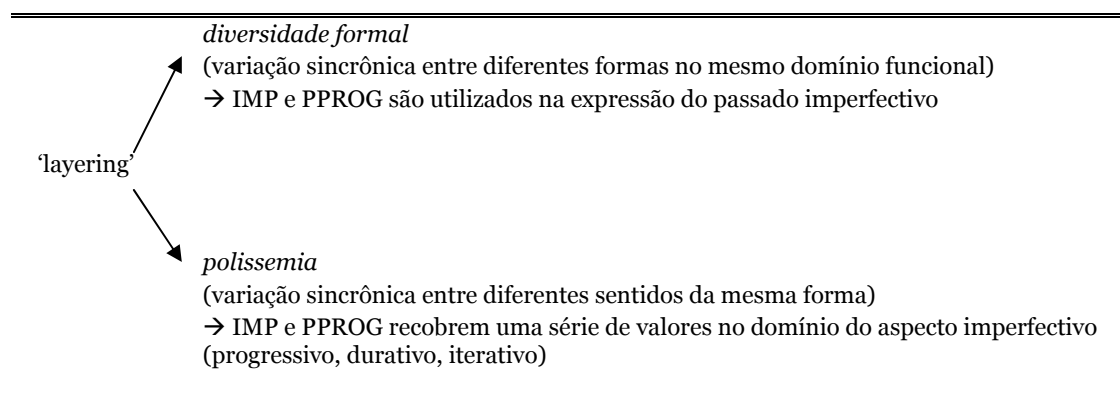 diversidade formal
(variação sincrônica entre diferentes formas no mesmo domínio funcional)
→ IMP e PPROG são utilizados na expressão do passado imperfectivo
‘layering’
polissemia
(variação sincrônica entre diferentes sentidos da mesma forma)
→ IMP e PPROG recobrem uma série de valores no domínio do aspecto imperfectivo
(progressivo, durativo, iterativo)